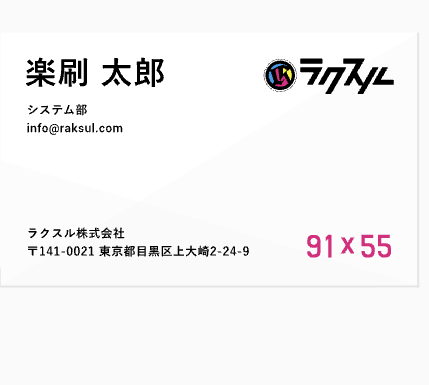 楽刷 太郎
ラクスル
システム部
info@raksul.com
ラクスル株式会社
〒141-0021 東京都目黒区上大崎2-24-9
91 x 55